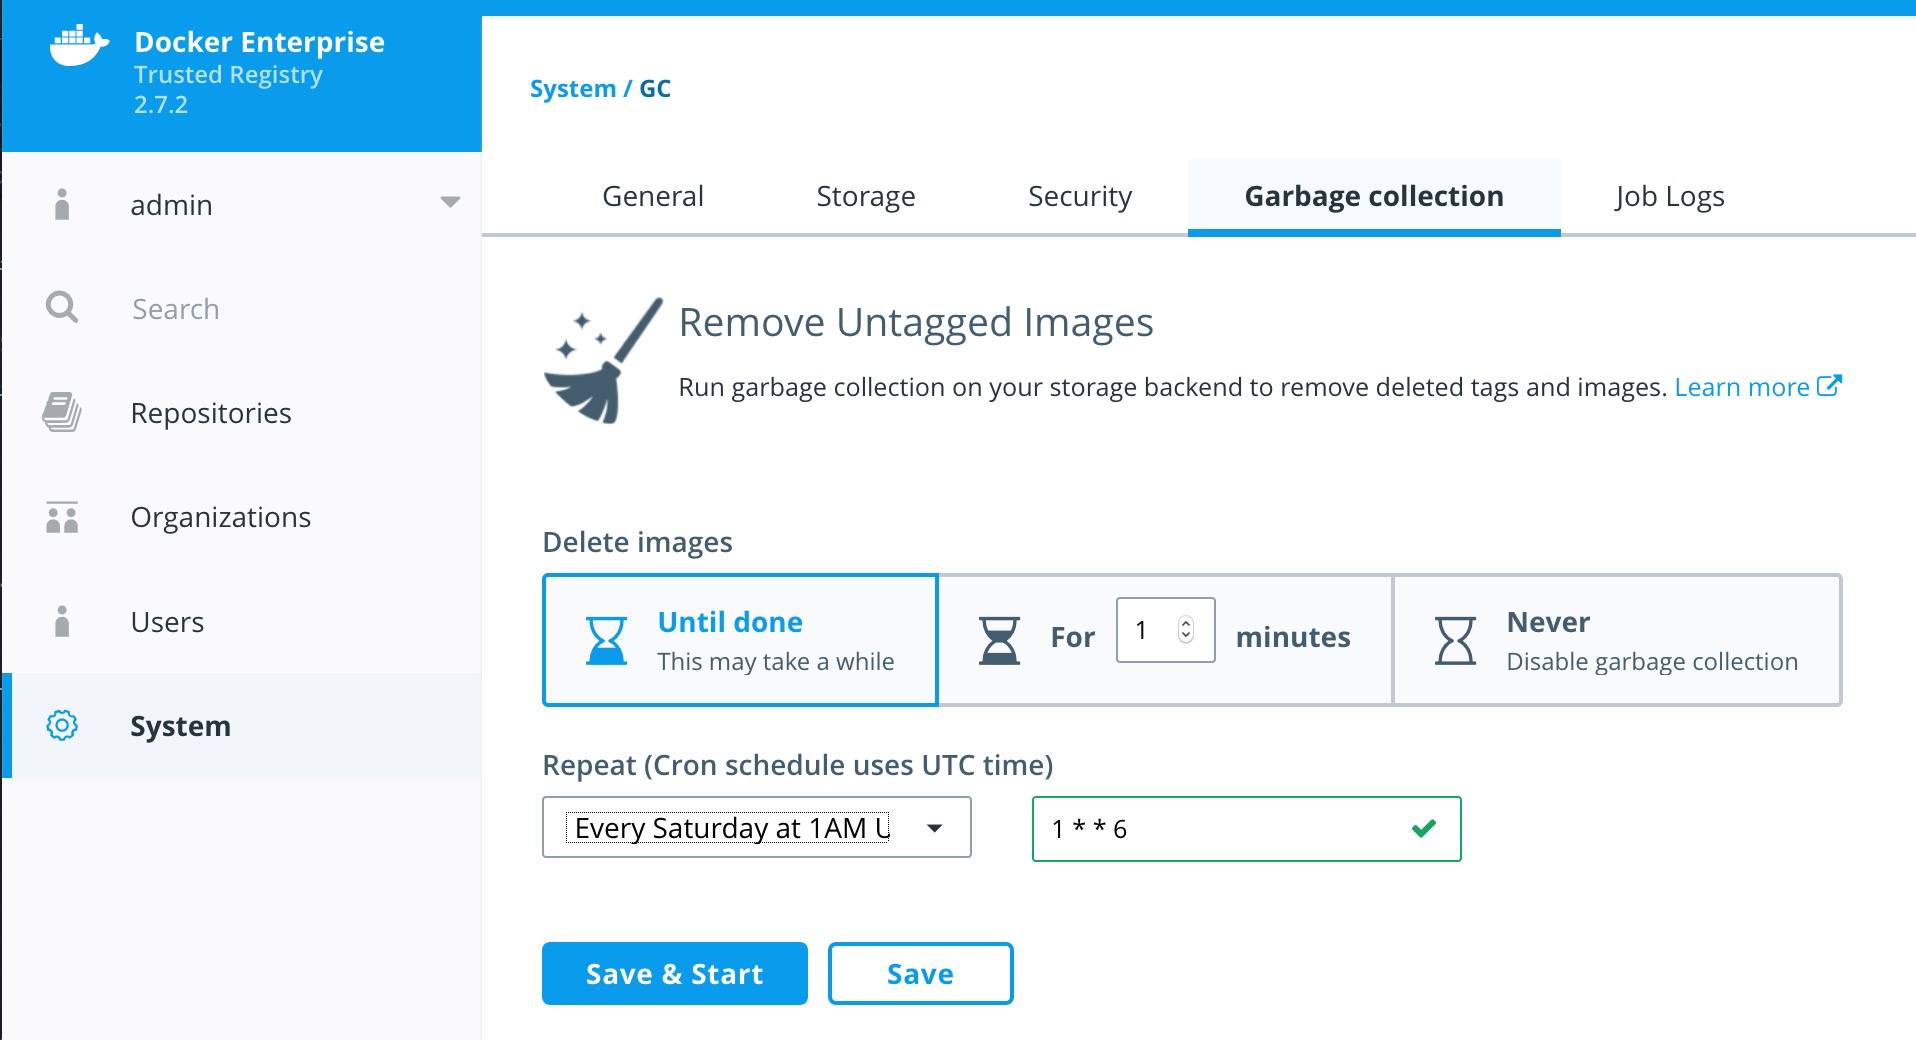 Docker Enterprise
Trusted Registry
2.7.2
admin
Search
Repositories
Organizations
Users
System
System / GC
General Storage Security Garbage collection Job Logs
Remove Untagged Images
Run garbage collection on your storage backend to remove deleted tags and images. Learn more
Delete images
Until done
This may take a while
For 1 minutes
Never
Disable garbage collection
Repeat (Cron schedule uses UTC time)
Every Saturday at 1AM U
1 * * 6
Save & Start Save